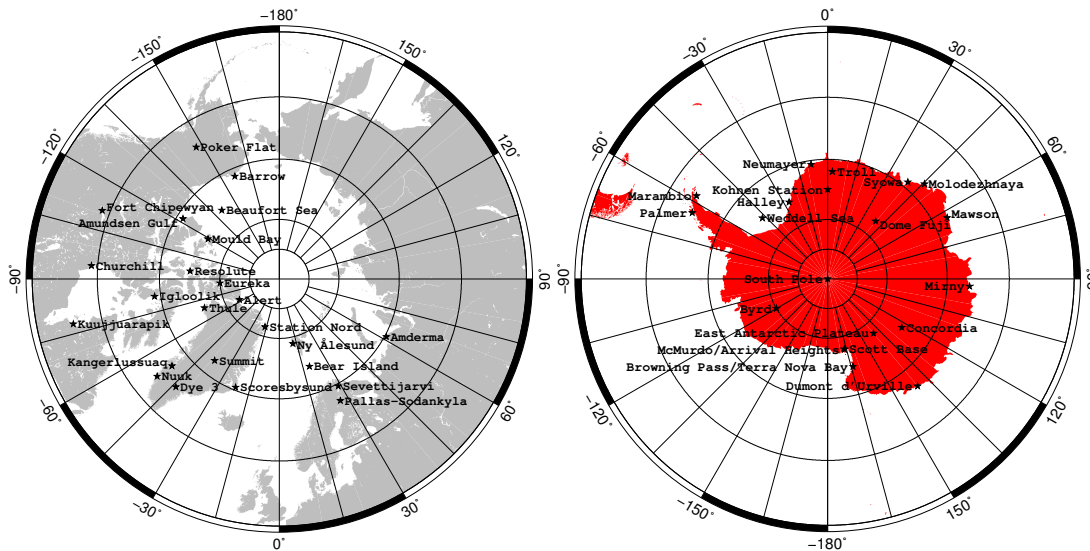 −180°
−150°
150°
−120°
120°
−90°
−60°
60°
−30°
30°
0°
Poker Flat
Barrow
Fort Chipewyan
Beaufort Sea
Amundsen Gulf
Mould Bay
Churchill
Resolute
Eureka
Igloolik
Alert
Thule
Kuujjuarapik
Station Nord
Amderma
Ny Ålesund
Kangerlussuaq
Summit
Bear Island
Nuuk
Dye 3
Scoresbysund
Sevettijarvi
Pallas−Sodankyla
0°
30°
−60°
60°
−90°
90°
−120°
120°
−150°
150°
−180°
Neumayer
Troll
Syowa
Molodezhnaya
Kohnen Station
Marambio
Halley
Palmer
Weddell Sea
Mawson
Dome Fuji
South Pole
Mirny
Byrd
Concordia
East Antarctic Planeau
McMurdo/Arrival Heights
Scott Base
Browning Pass/Terra Nova Bay
Dumont d'Urville